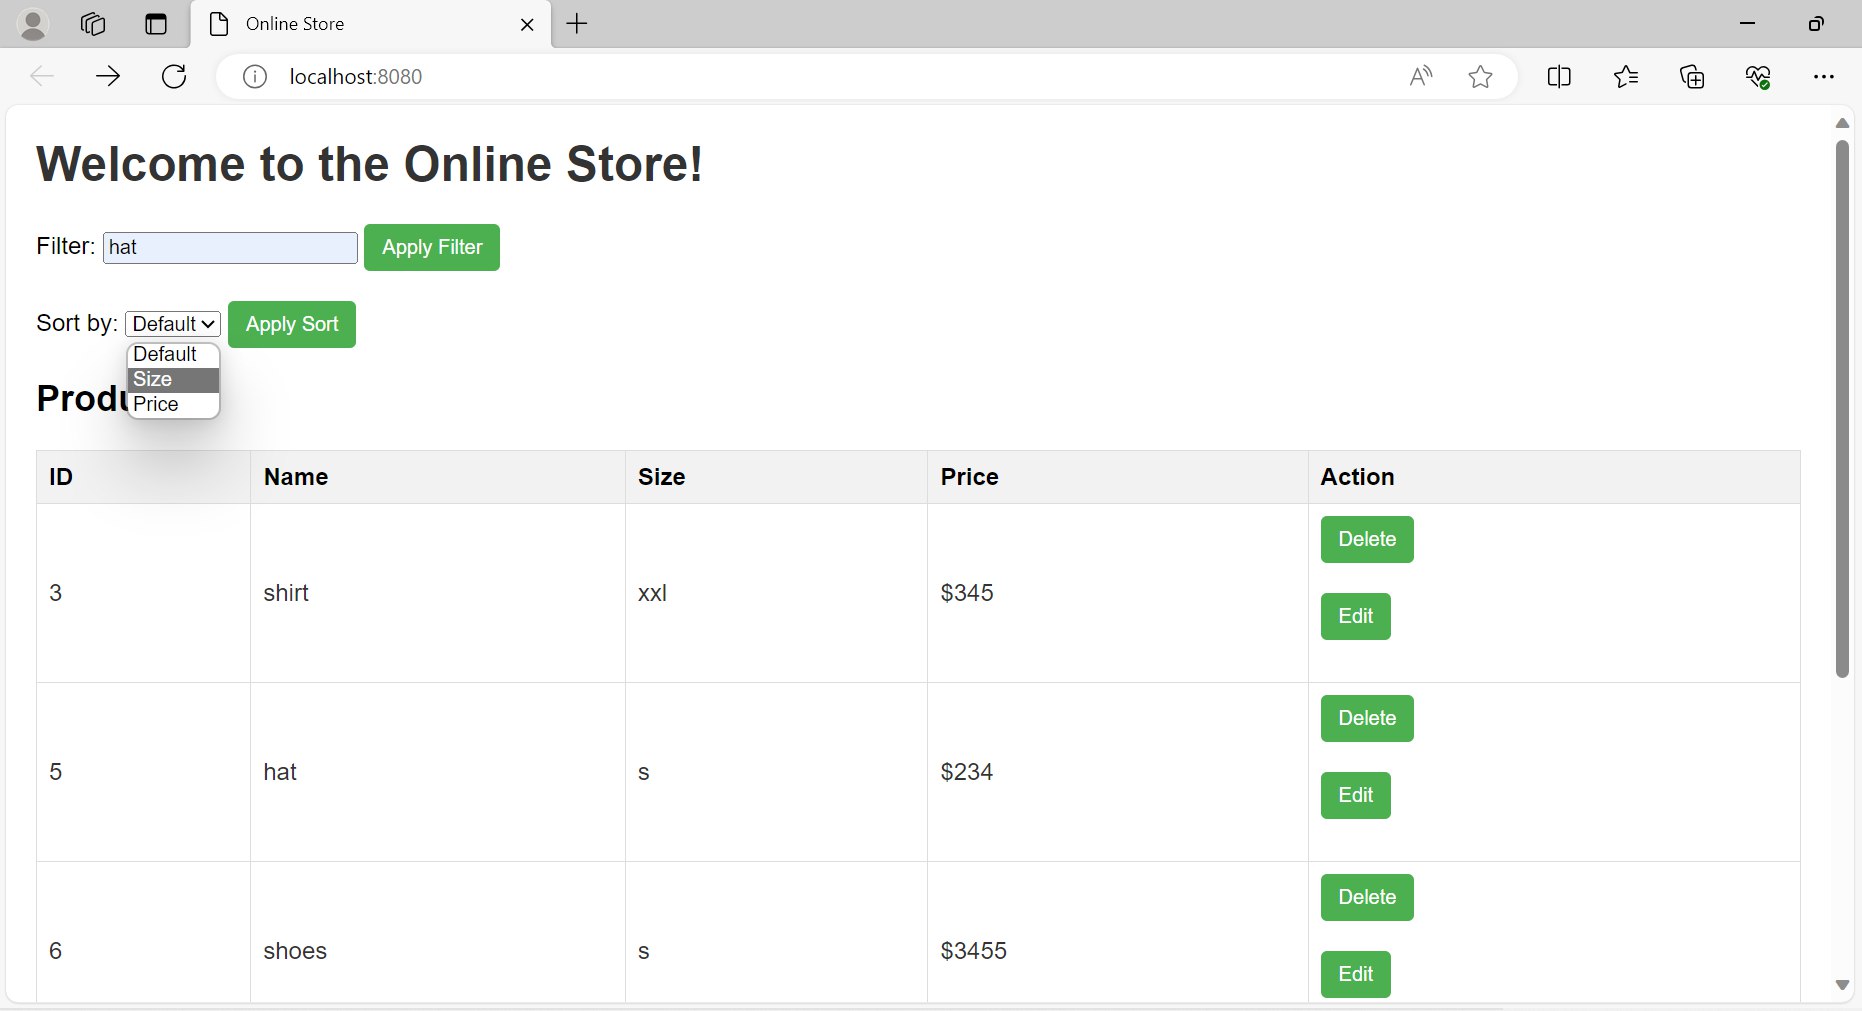 Online Store
localhost:8080
Welcome to the Online Store!
Filter: hat Apply Filter
Sort by: Default Apply Sort
Default
Size
Price
Produ
ID Name Size Price Action
3 shirt xxl $345 Delete
Edit
5 hat s $234 Delete
Edit
6 shoes s $3455 Delete
Edit